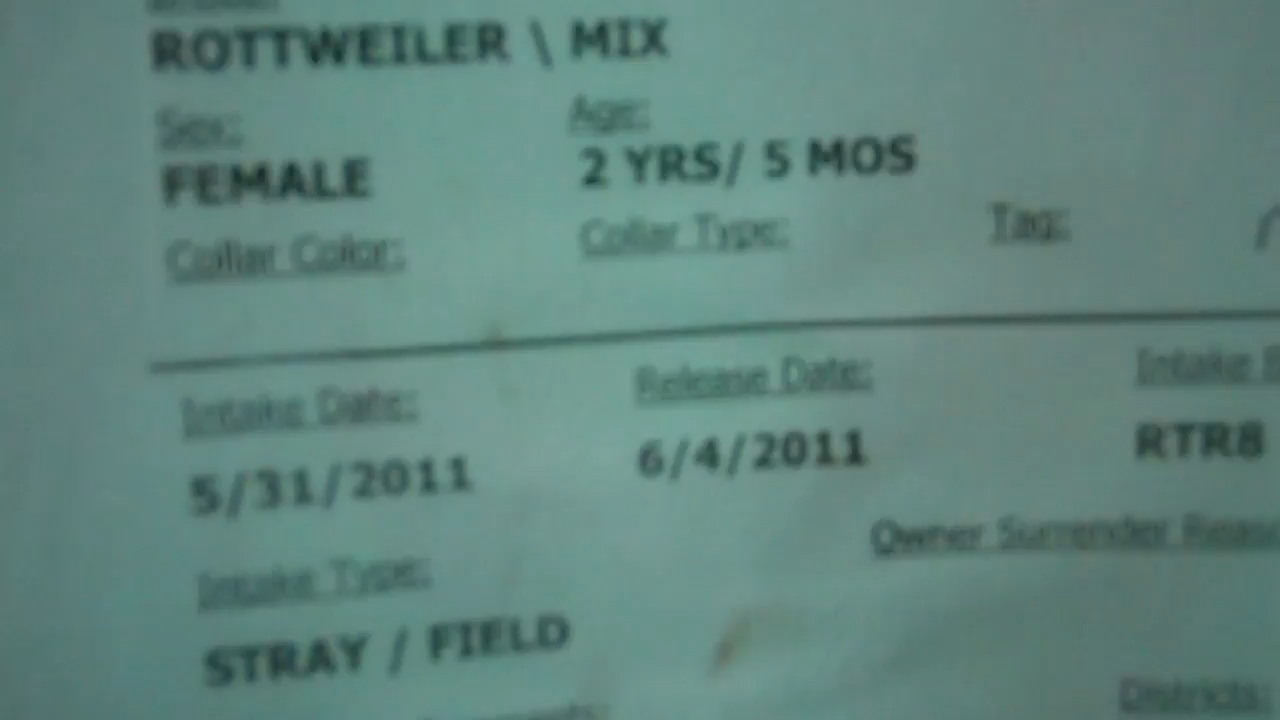 ROTTWEILER \ MIX
Sex: Age:
FEMALE 2 YRS/ 5 MOS
Collar Color: Collar Type: Tag:
Intake Date: Release Date: Intake
5/31/2011 6/4/2011 RTR8
Owner Surrender
Intake Type:
STRAY / FIELD
Districts: